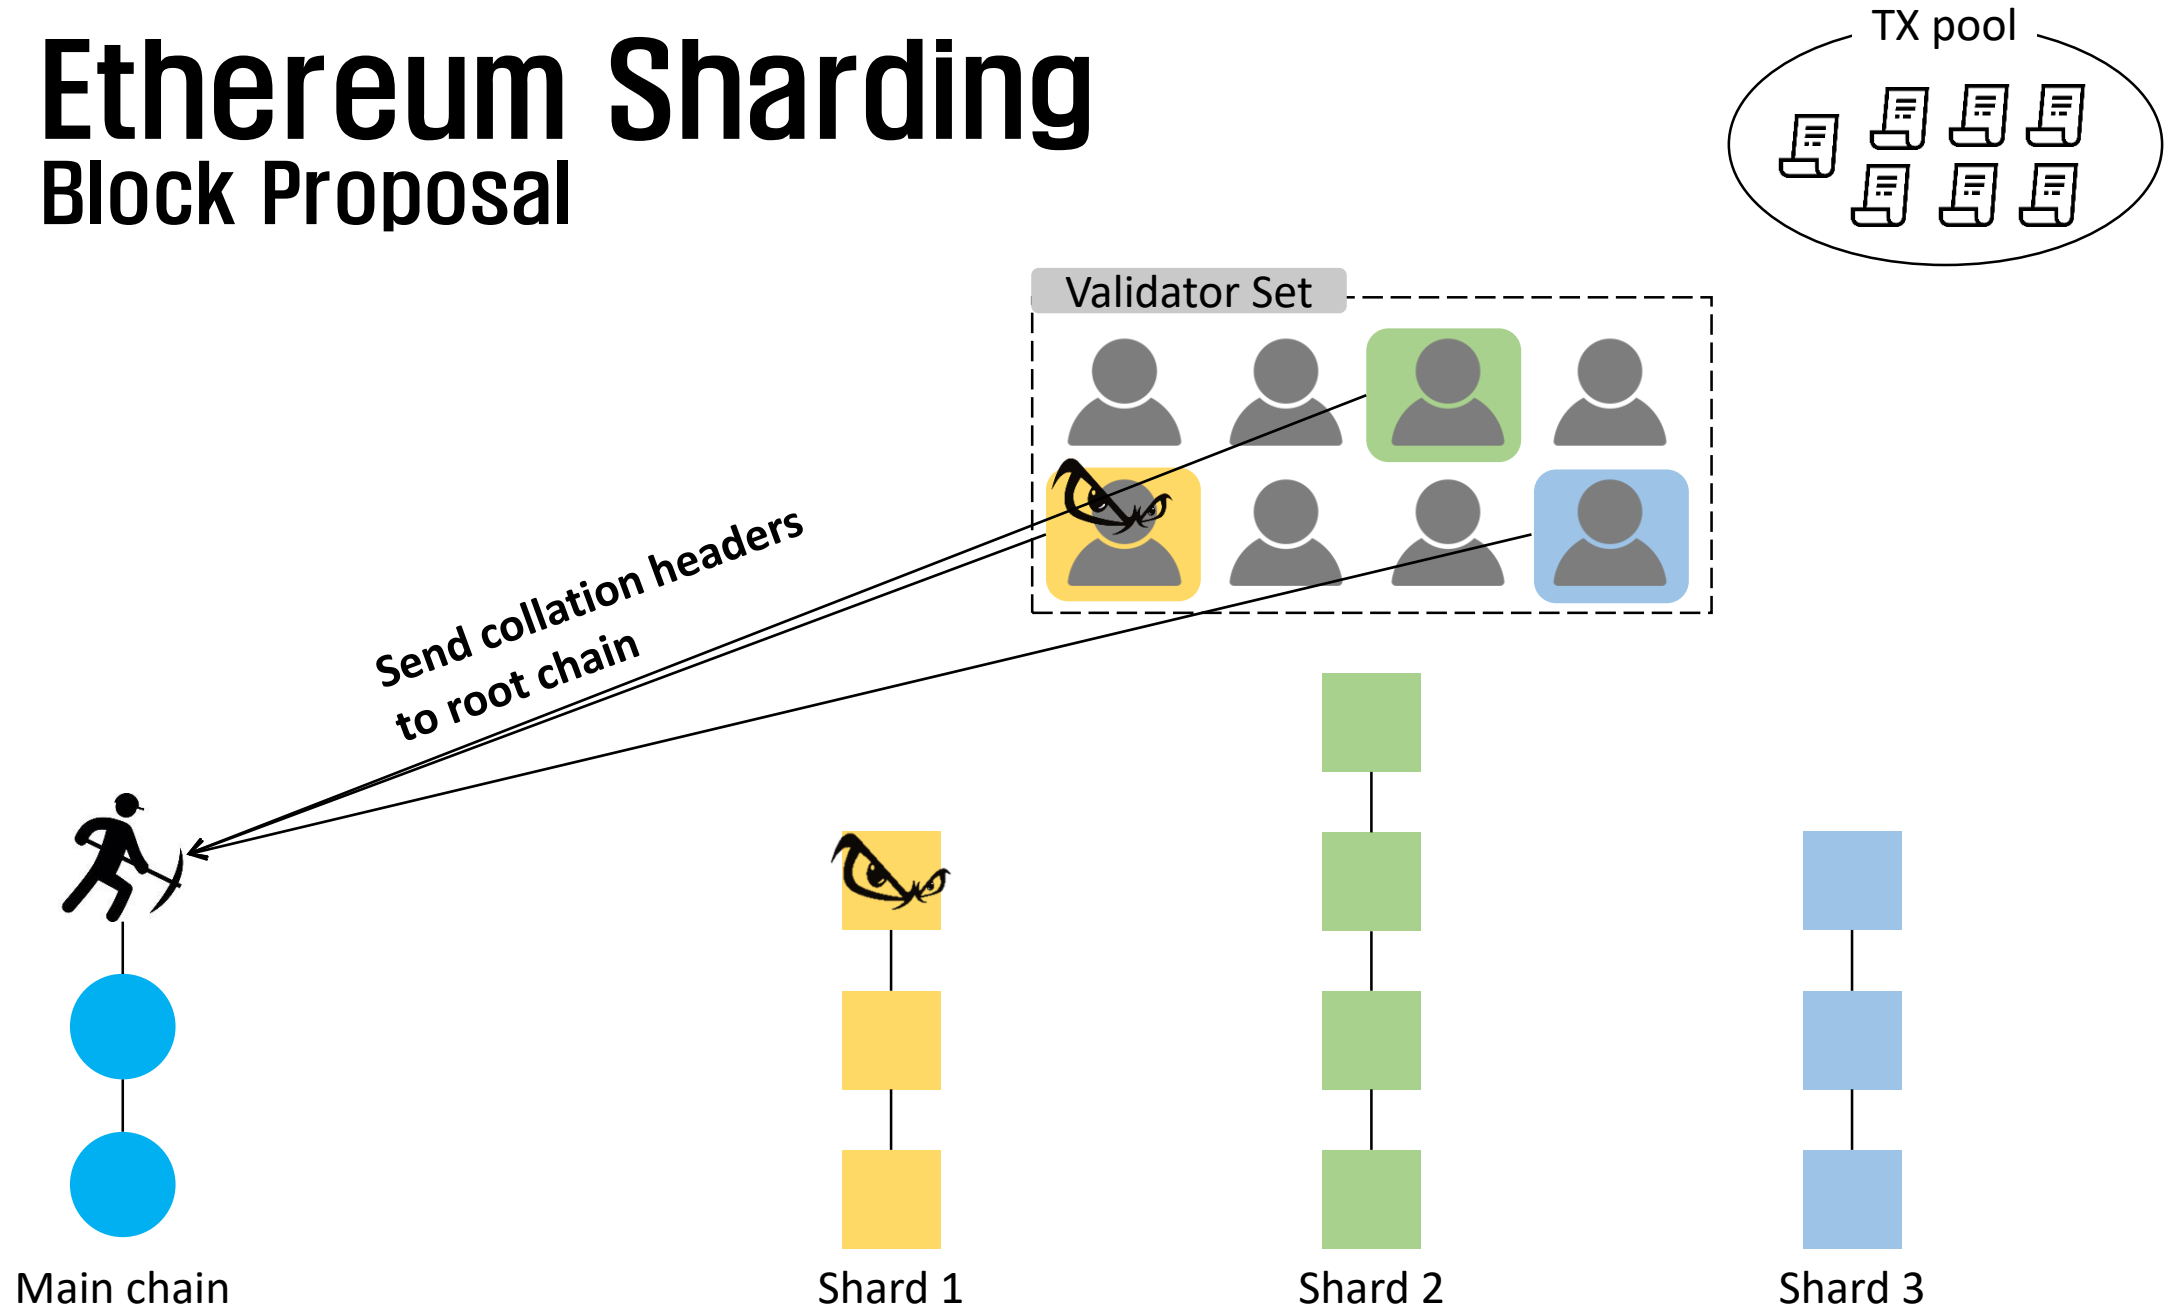 Ethereum Sharding
Block Proposal
TX pool
Validator Set
Send collation headers
to root chain
Main chain
Shard 1
Shard 2
Shard 3